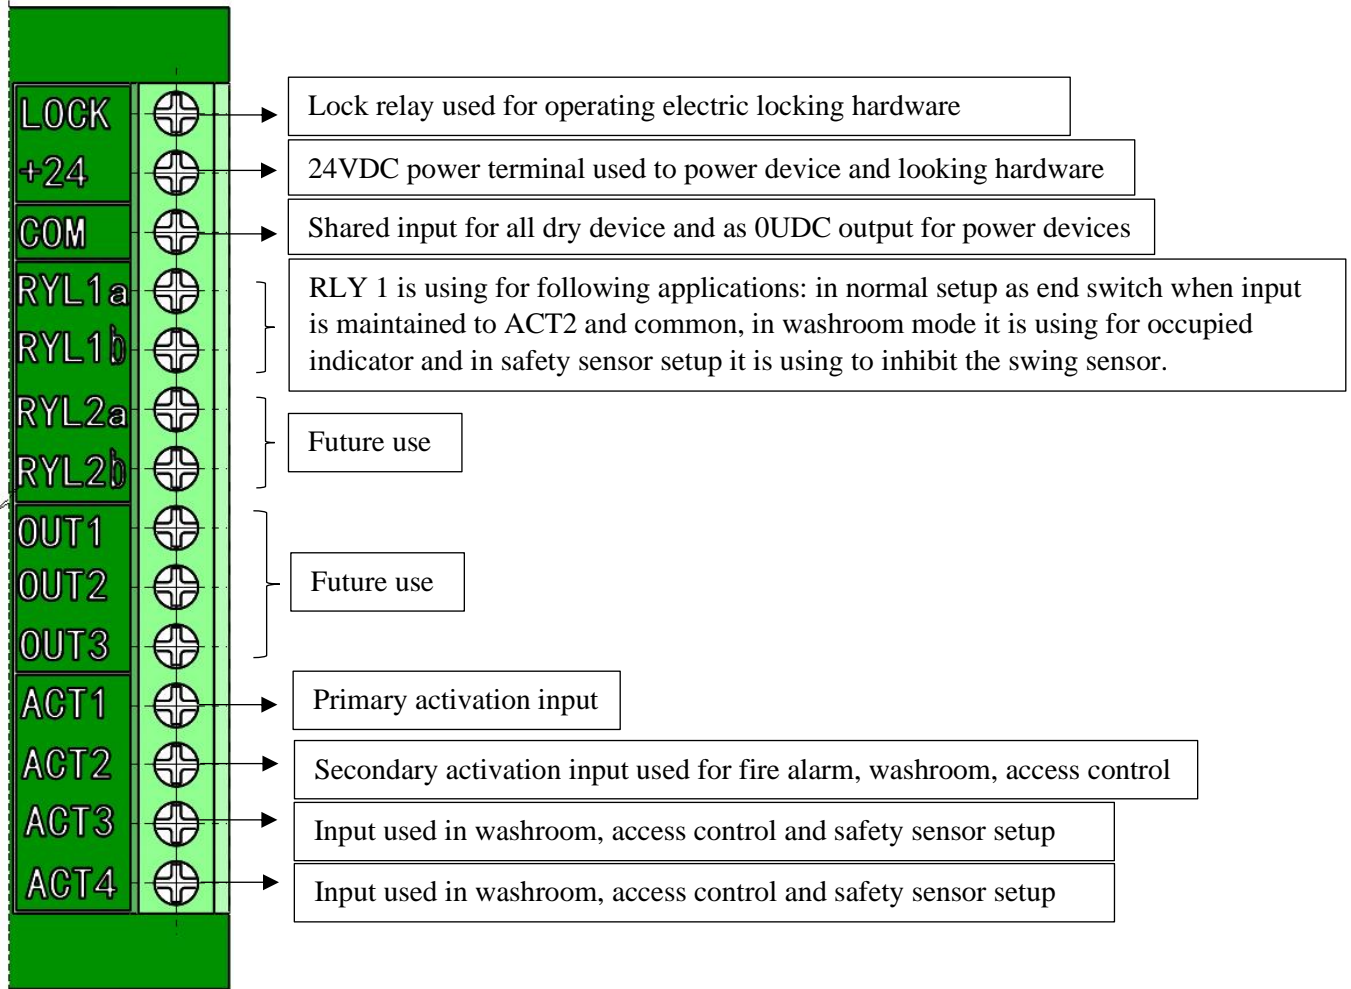 LOCK
Lock relay used for operating electric locking hardware
+24
24VDC power terminal used to power device and looking hardware
COM
Shared input for all dry device and as 0UDC output for power devices
RYL1a
RYL1b
RLY 1 is using for following applications: in normal setup as end switch when input
is maintained to ACT2 and common, in washroom mode it is using for occupied
indicator and in safety sensor setup it is using to inhibit the swing sensor.
RYL2a
RYL2b
Future use
OUT1
OUT2
OUT3
Future use
ACT1
Primary activation input
ACT2
Secondary activation input used for fire alarm, washroom, access control
ACT3
Input used in washroom, access control and safety sensor setup
ACT4
Input used in washroom, access control and safety sensor setup